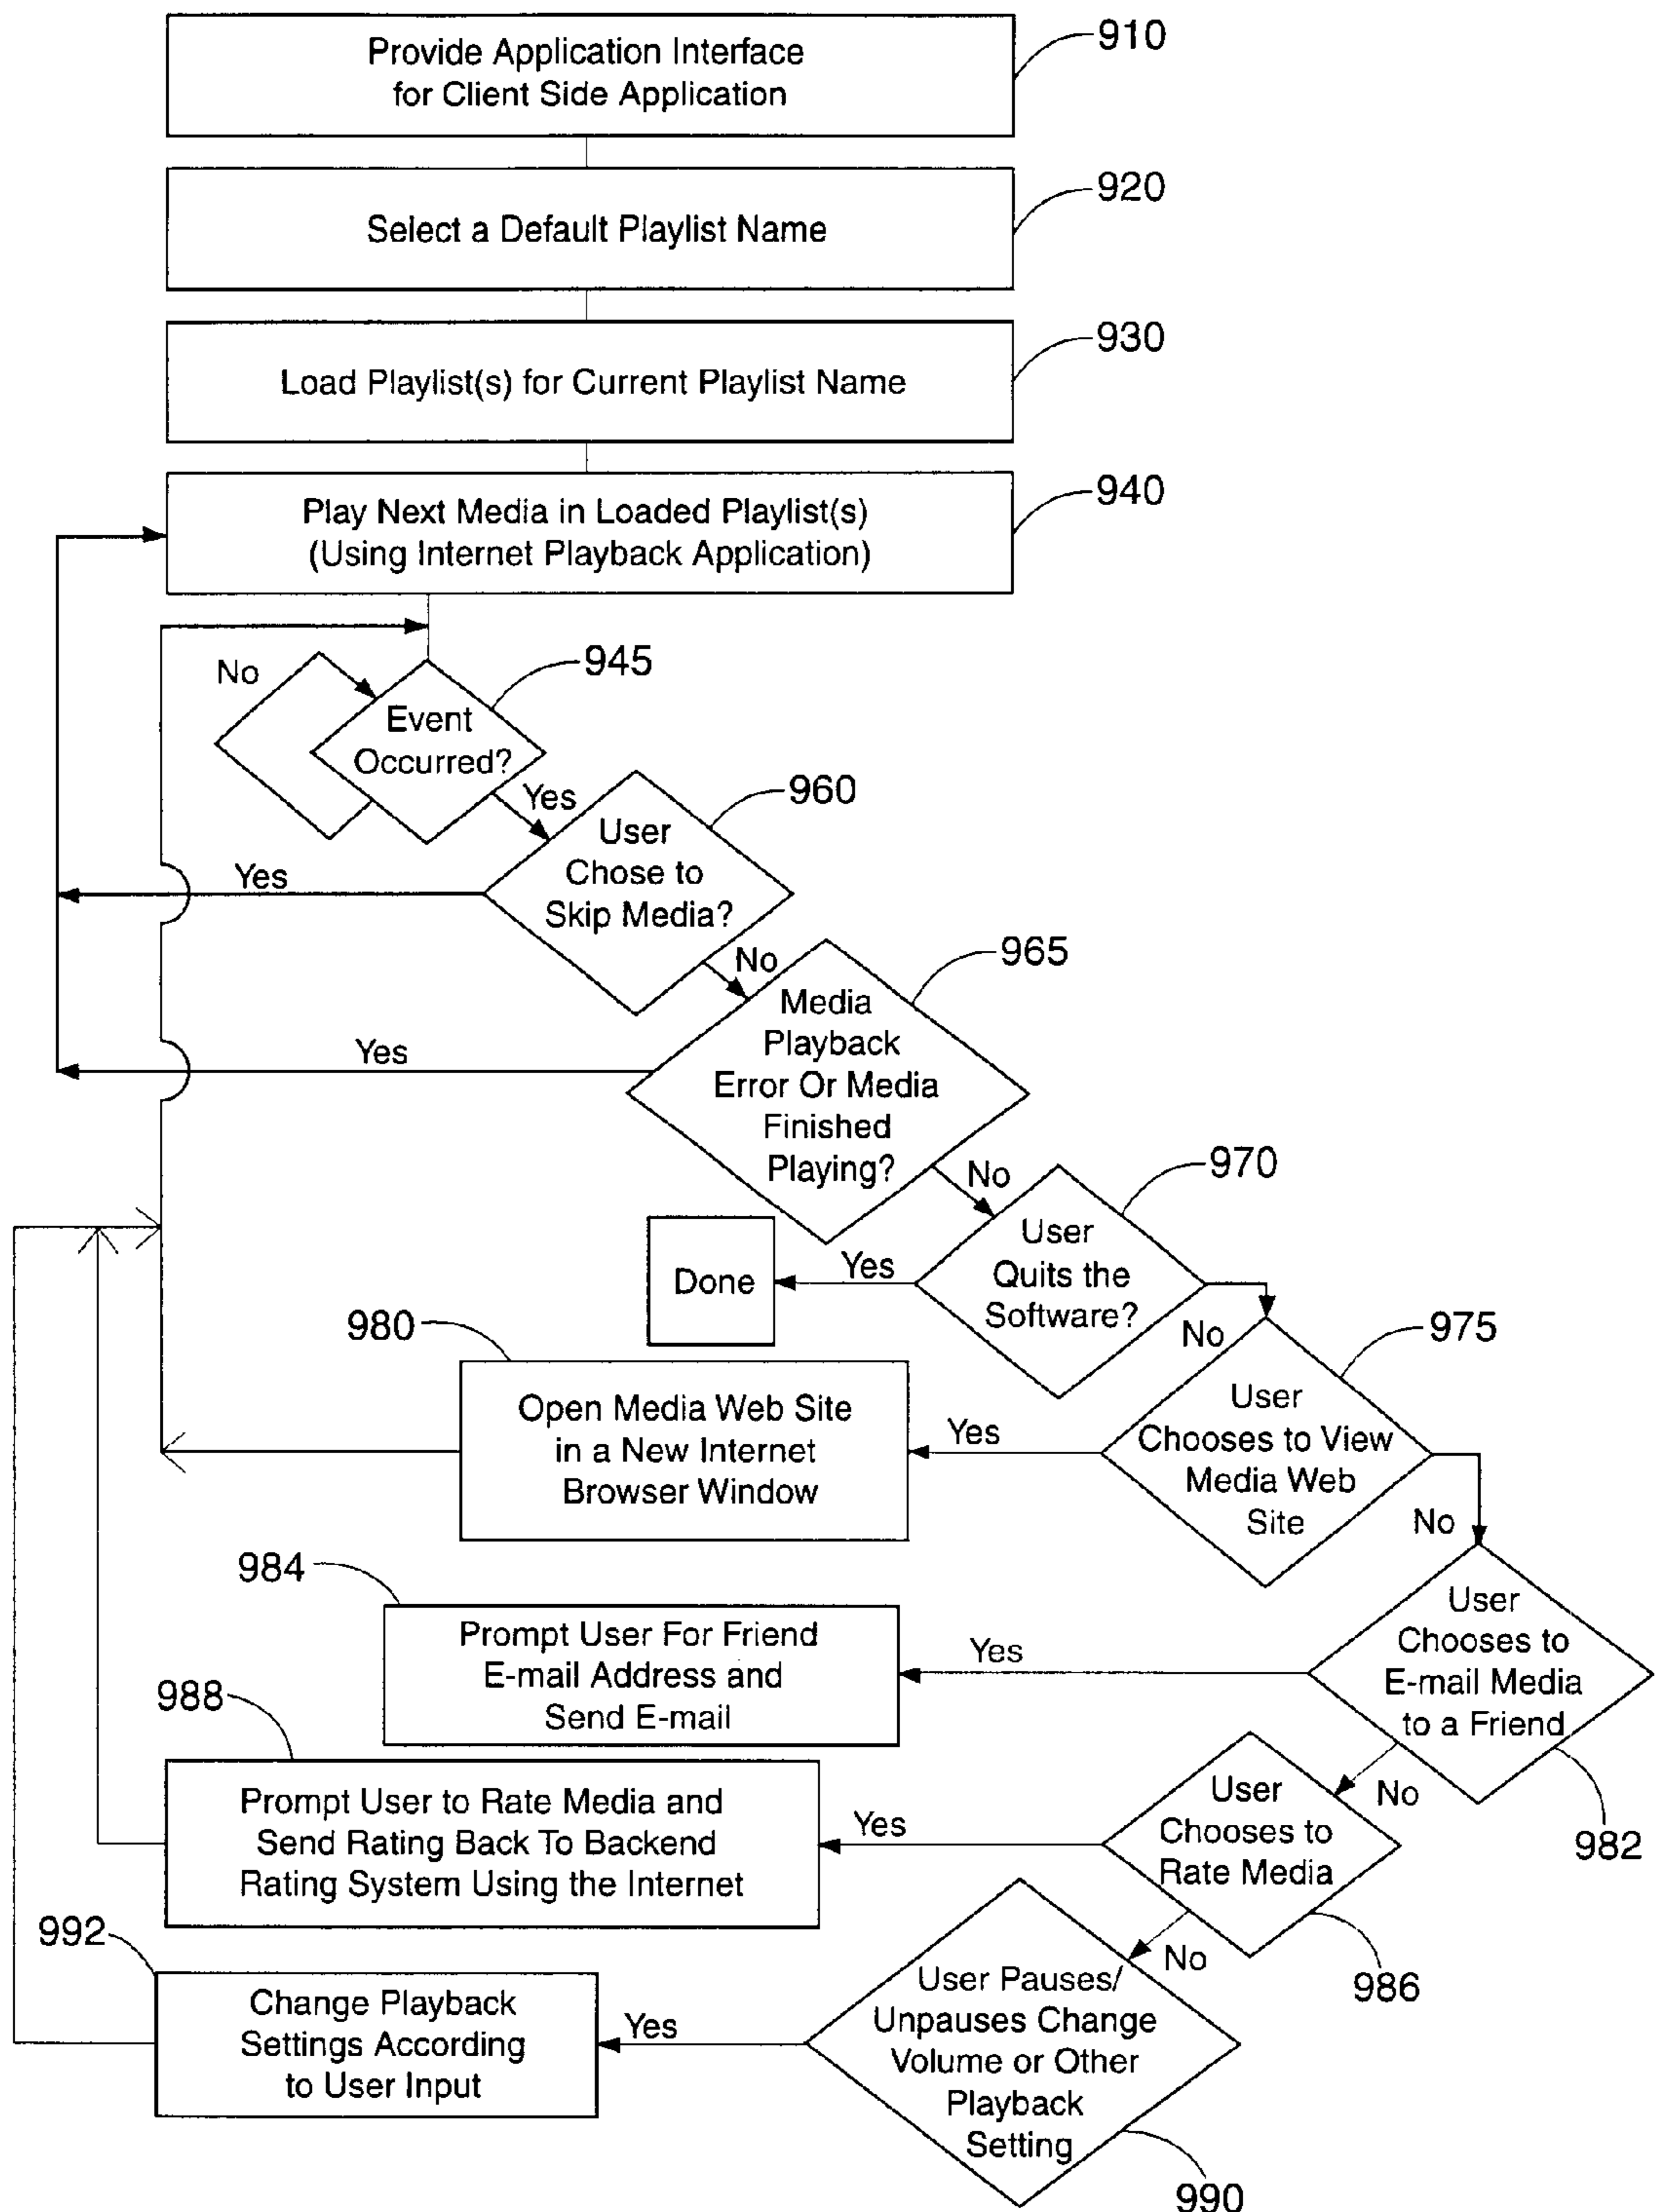 Provide Application Interface
for Client Side Application
910
Select a Default Playlist Name
920
Load Playlist(s) for Current Playlist Name
930
Play Next Media in Loaded Playlist(s)
(Using Internet Playback Application)
940
No
Event
Occurred?
945
Yes
User
Chose to
Skip Media?
960
Yes
No
Media
Playback
Error Or Media
Finished
Playing?
965
Yes
No
User
Quits the
Software?
970
Yes
Done
No
User
Chooses to View
Media Web
Site
975
Yes
Open Media Web Site
in a New Internet
Browser Window
980
No
User
Chooses to
E-mail Media
to a Friend
982
Yes
Prompt User For Friend
E-mail Address and
Send E-mail
984
No
User
Chooses to
Rate Media
986
Yes
Prompt User to Rate Media and
Send Rating Back To Backend
Rating System Using the Internet
988
No
User Pauses/
Unpauses Change
Volume or Other
Playback
Setting
990
Yes
Change Playback
Settings According
to User Input
992